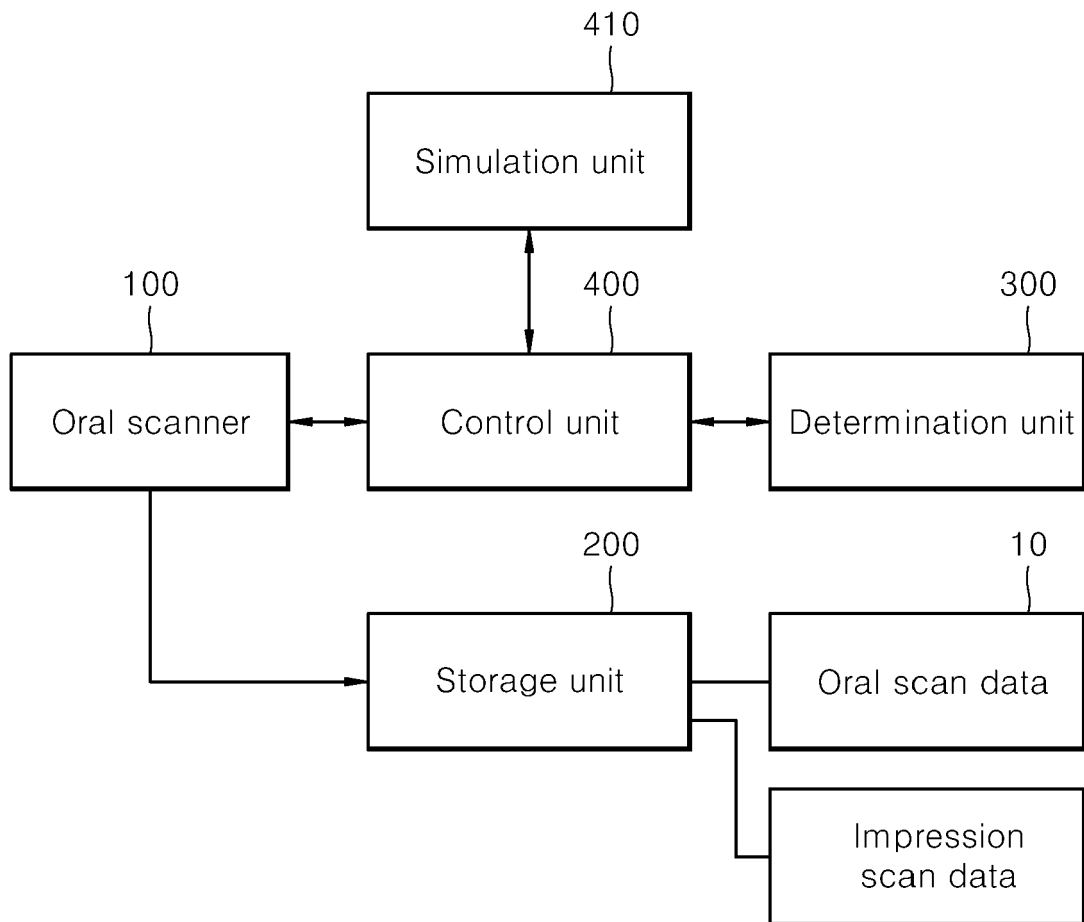 410
Simulation unit
100
400
300
Oral scanner
Control unit
Determination unit
200
10
Storage unit
Oral scan data
Impression
scan data